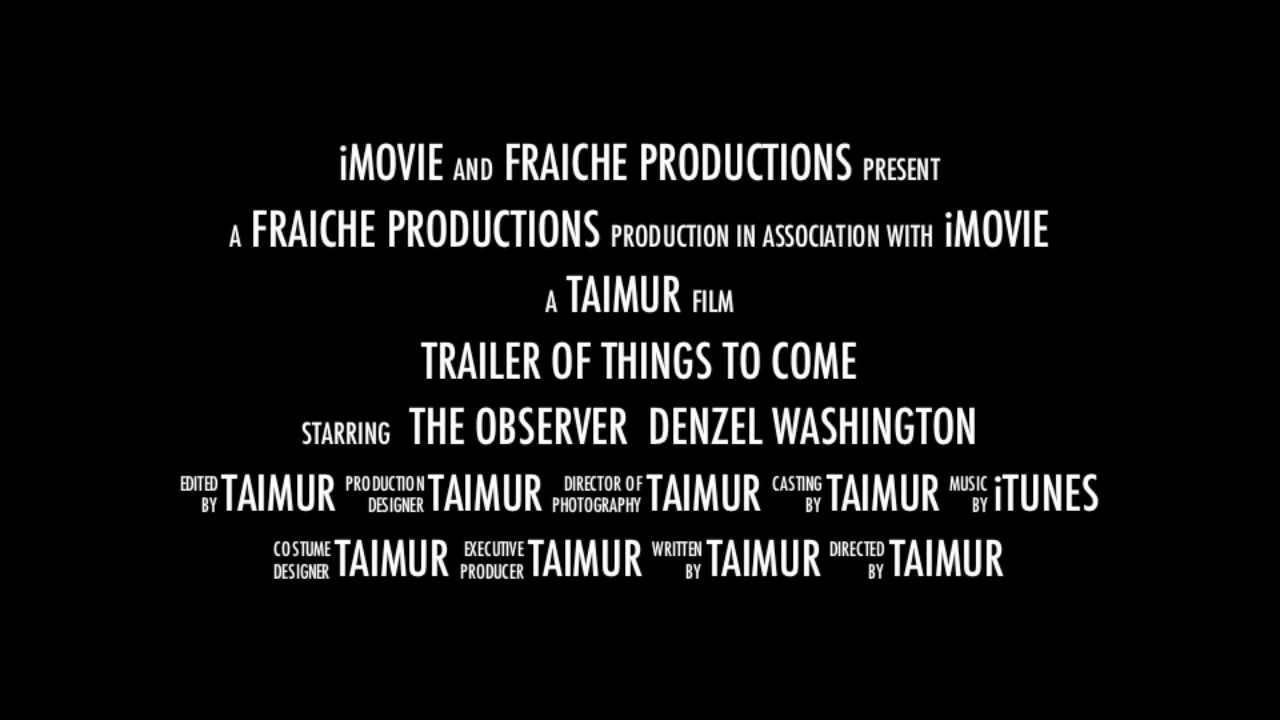 iMOVIE AND FRAICHE PRODUCTIONS PRESENT
A FRAICHE PRODUCTIONS PRODUCTION IN ASSOCIATION WITH iMOVIE
A TAIMUR FILM
TRAILER OF THINGS TO COME
STARRING THE OBSERVER DENZEL WASHINGTON
EDITED BY TAIMUR PRODUCTION DESIGNER TAIMUR DIRECTOR OF PHOTOGRAPHY TAIMUR CASTING BY TAIMUR MUSIC BY iTUNES
COSTUME DESIGNER TAIMUR EXECUTIVE PRODUCER TAIMUR WRITTEN BY TAIMUR DIRECTED BY TAIMUR